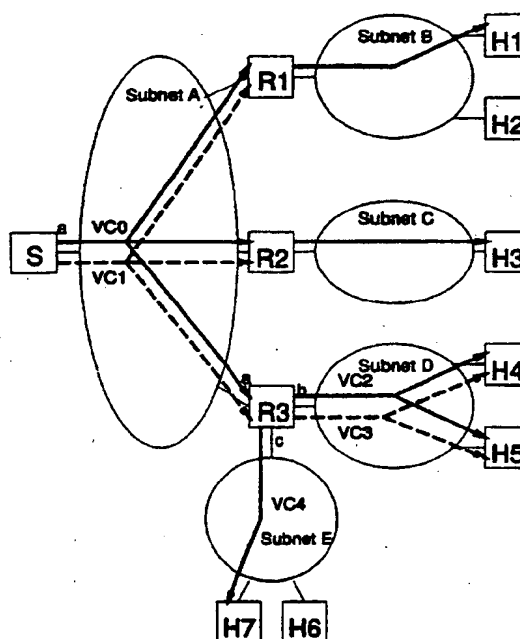 Subnet B
H1
R1
Subnet A
H2
a
VC0
Subnet C
S
R2
H3
VC1
a
b
Subnet D
VC2
H4
R3
VC3
H5
c
VC4
Subnet E
H7
H6